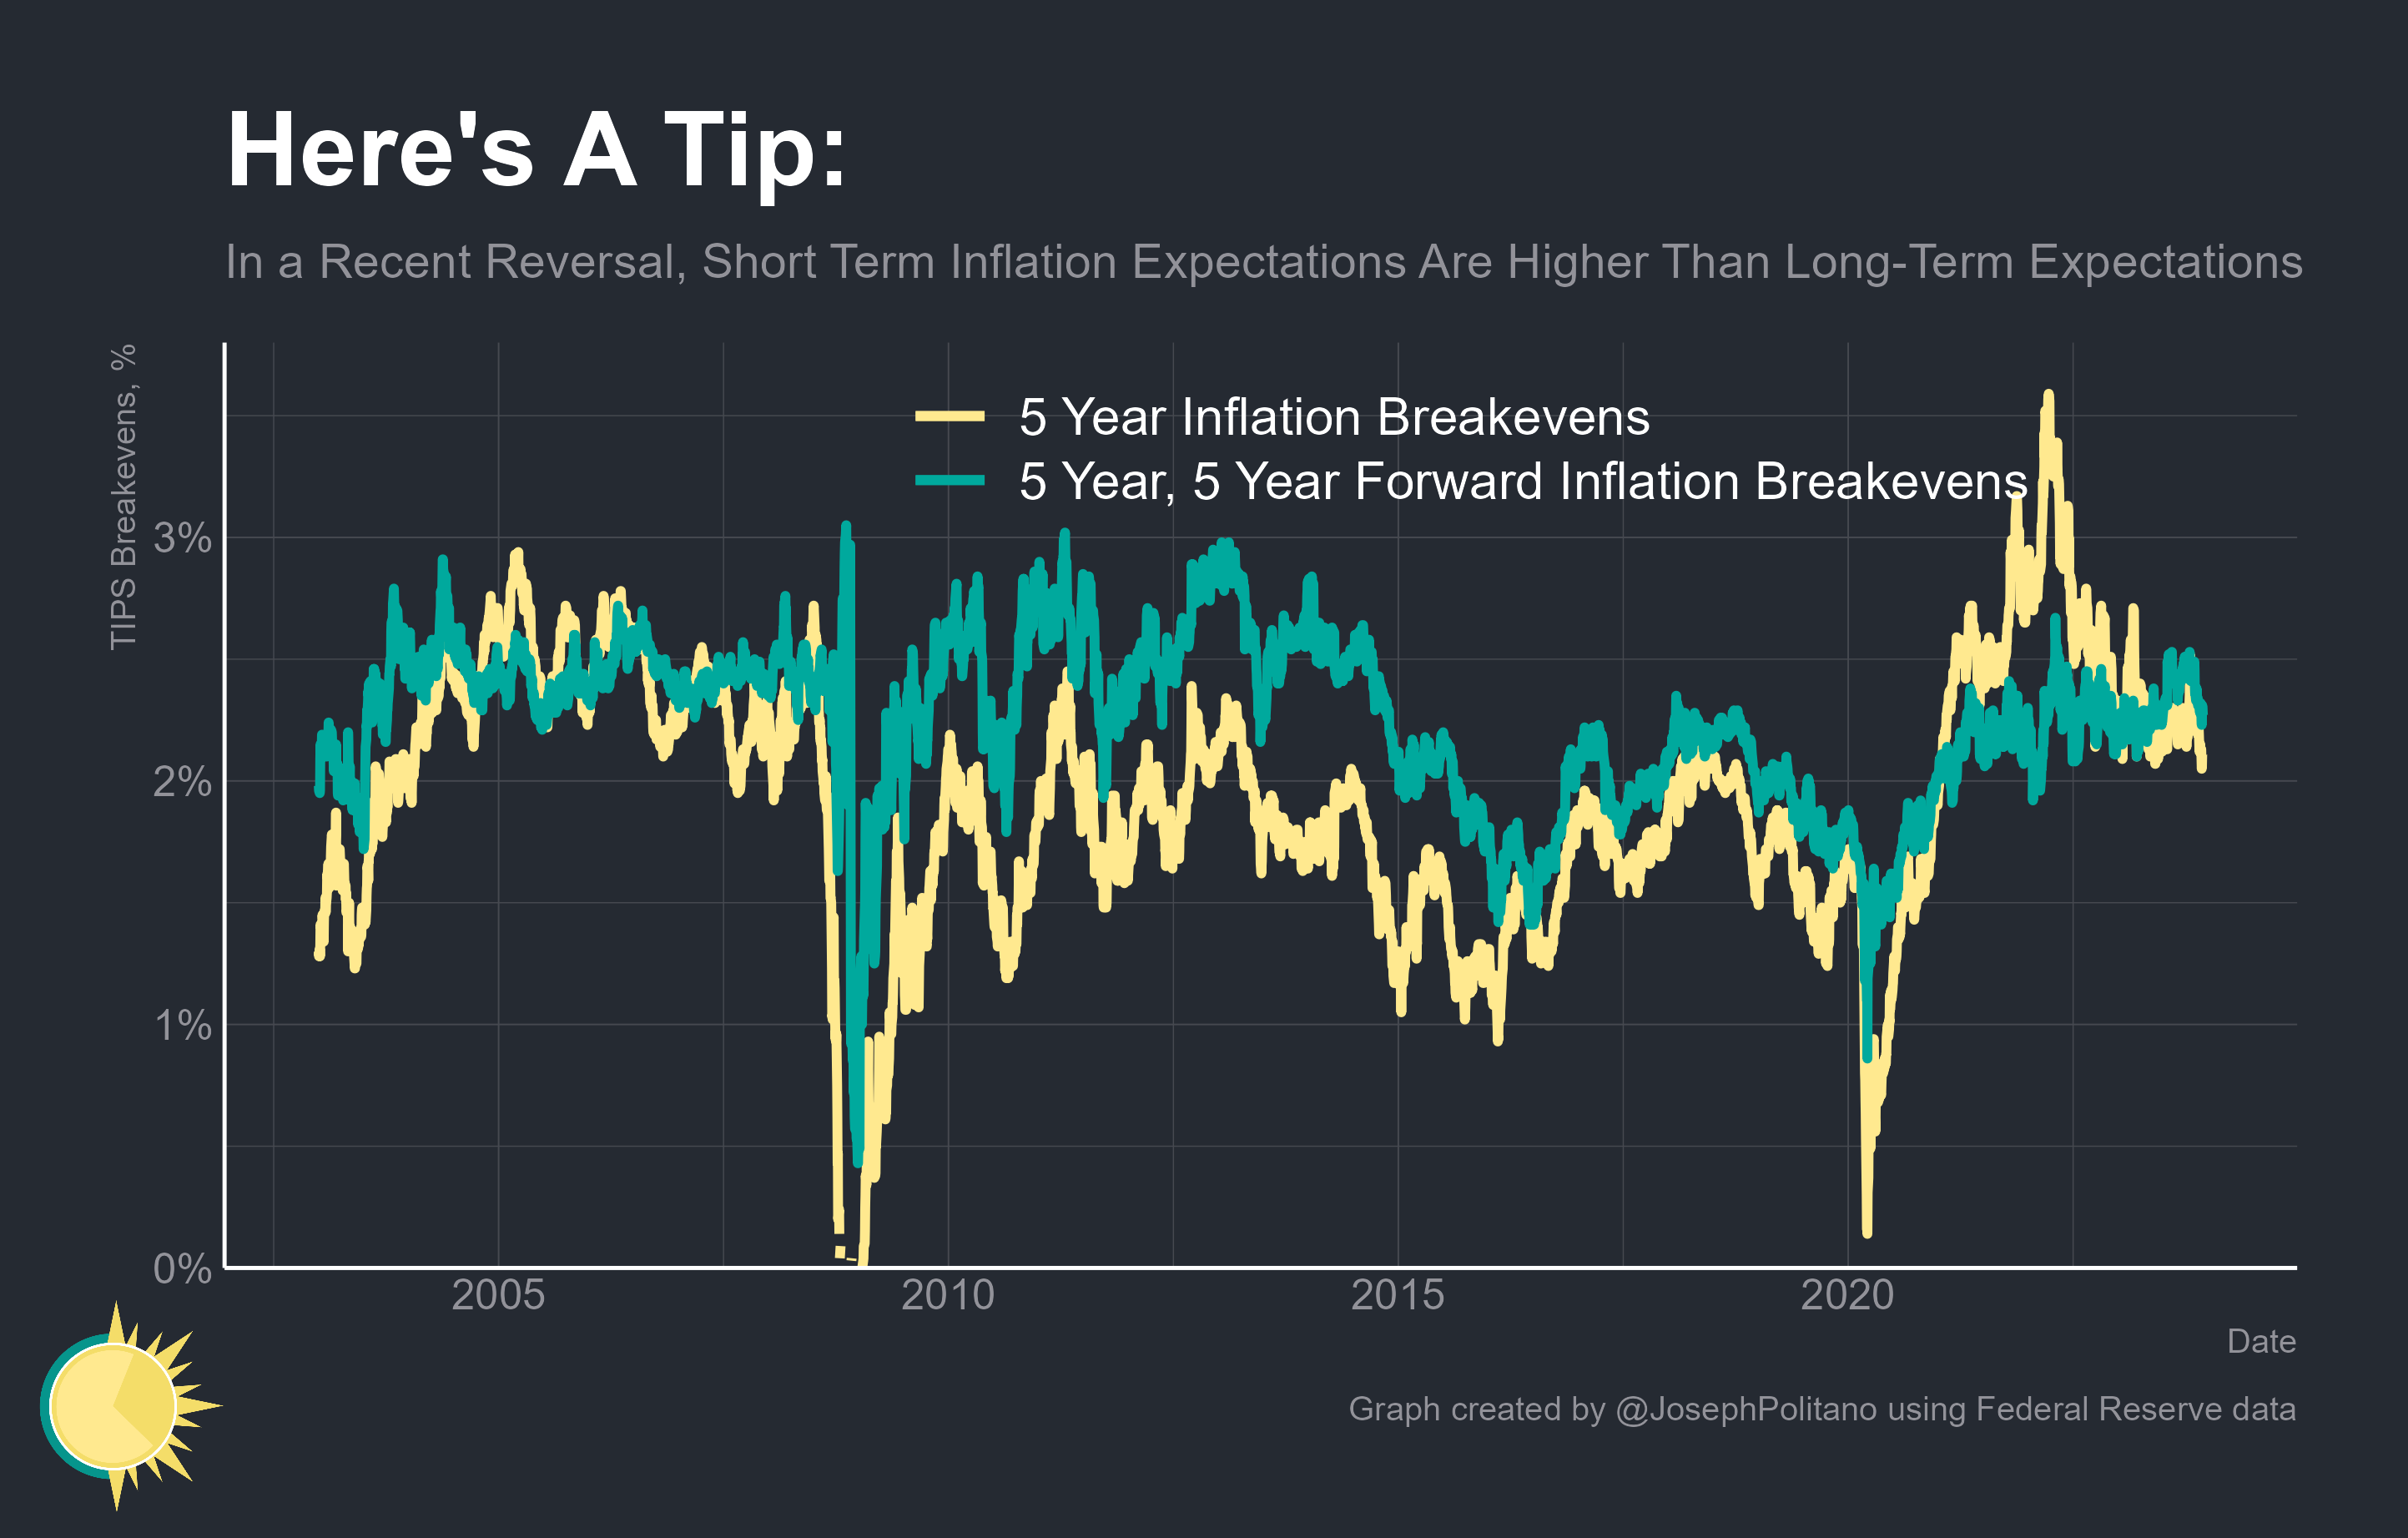 Here's A Tip:
In a Recent Reversal, Short Term Inflation Expectations Are Higher Than Long-Term Expectations
TIPS Breakevens, %
5 Year Inflation Breakevens
5 Year, 5 Year Forward Inflation Breakevens
3%
2%
1%
0%
2005 2010 2015 2020
Date
Graph created by @JosephPolitano using Federal Reserve data